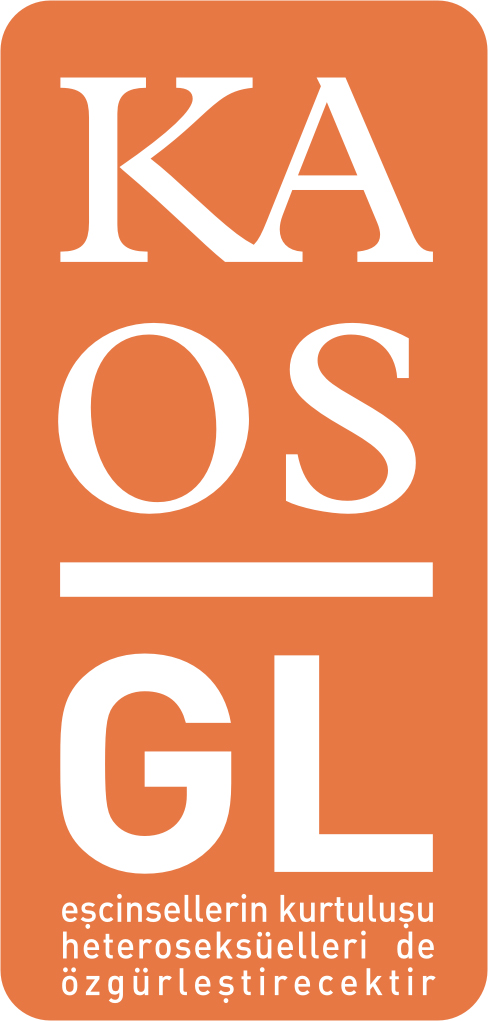 KA
OS
GL
eşcinsellerin kurtuluşu
heteroseksüelleri de
özgürleştirecektir